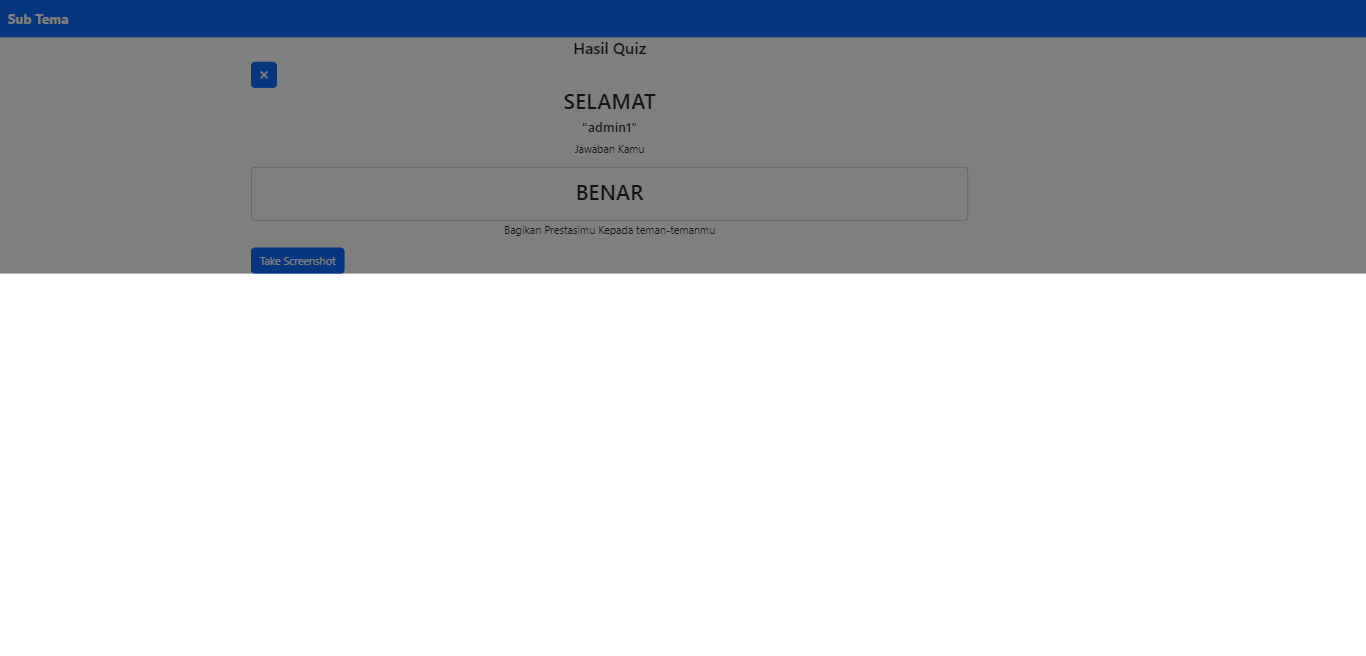 Sub Tema
Hasil Quiz
×
SELAMAT
"admin1"
Jawaban Kamu
BENAR
Bagikan Prestasimu Kepada teman-temanmu
Take Screenshot